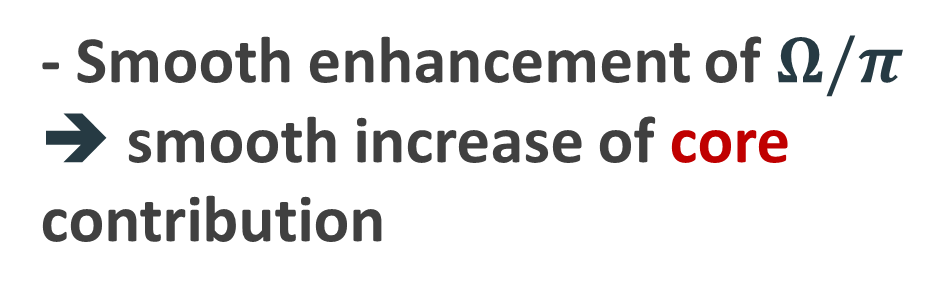 - Smooth enhancement of Ω/π
➔ smooth increase of core
contribution